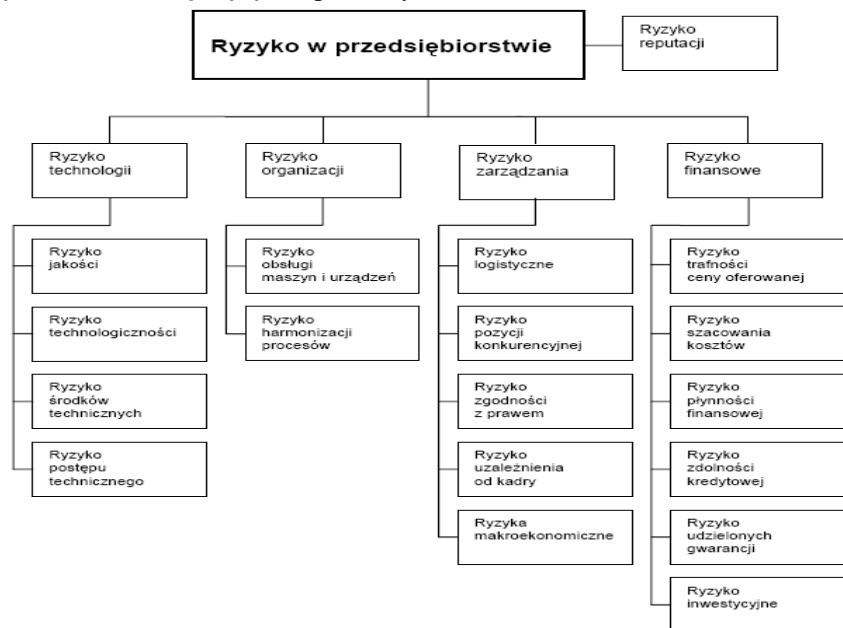 Ryzyko w przedsiębiorstwie
Ryzyko
reputacji
Ryzyko
technologii
Ryzyko
organizacji
Ryzyko
zarządzania
Ryzyko
finansowe
Ryzyko
jakości
Ryzyko
technologiczności
Ryzyko
środków
technicznych
Ryzyko
postępu
technicznego
Ryzyko
obsługi
maszyn i urządzeń
Ryzyko
harmonizacji
procesów
Ryzyko
logistyczne
Ryzyko
pozycji
konkurencyjnej
Ryzyko
zgodności
z prawem
Ryzyko
uzależnienia
od kadry
Ryzyka
makroekonomiczne
Ryzyko
trafności
ceny oferowanej
Ryzyko
szacowania
kosztów
Ryzyko
płynności
finansowej
Ryzyko
zdolności
kredytowej
Ryzyko
udzielonych
gwarancji
Ryzyko
inwestycyjne